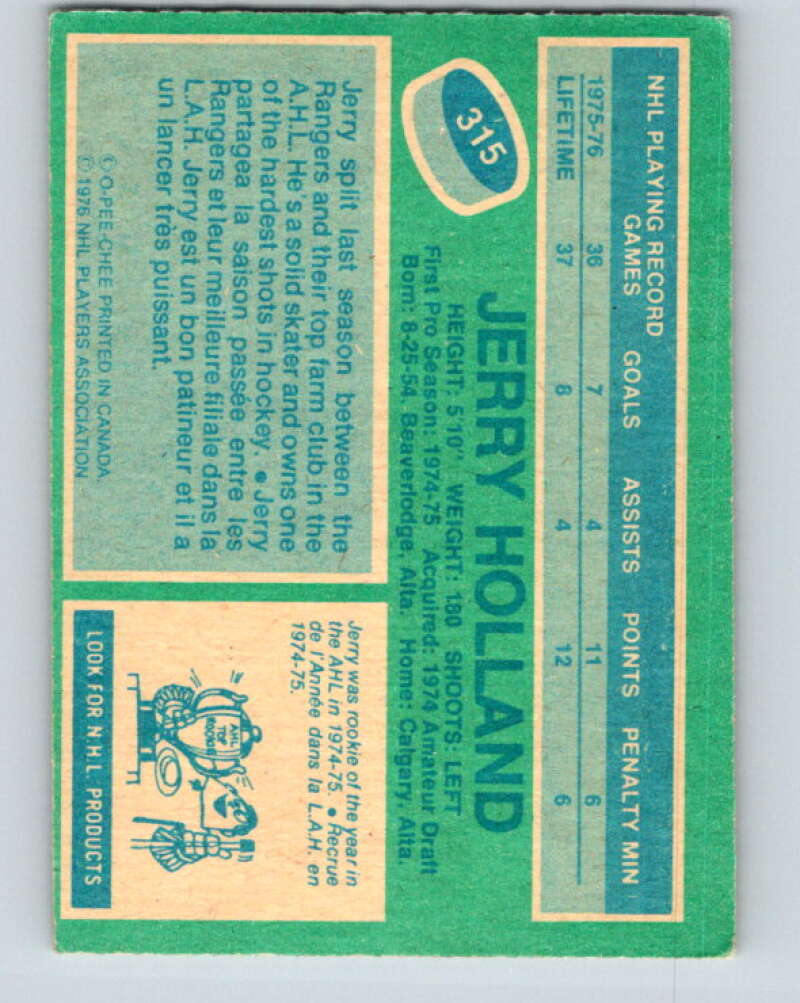 NHL PLAYING RECORD
GAMES GOALS ASSISTS POINTS PENALTY MIN
1975-76 36 7 4 11 6
LIFETIME 37 8 4 12 6
315
JERRY HOLLAND
HEIGHT: 5'10" WEIGHT: 180 SHOOTS: LEFT
First Pro Season: 1974-75 Acquired: 1974 Amateur Draft
Born: 8-25-54, Beaverlodge, Alta. Home: Calgary, Alta.
Jerry split last season between the
Rangers and their top farm club in the
A.H.L. He's a solid skater and owns one
of the hardest shots in hockey. • Jerry
partagea la saison passée entre les
Rangers et leur meilleure filiale dans la
L.A.H. Jerry est un bon patineur et il a
un lancer très puissant.
© O-PEE-CHEE PRINTED IN CANADA
© 1976 NHL PLAYERS ASSOCIATION
Jerry was rookie of the year in
the AHL in 1974-75. • Recrue
de l'Année dans la L.A.H. en
1974-75.
AHL
TOP
ROOKIE
LOOK FOR N.H.L. PRODUCTS